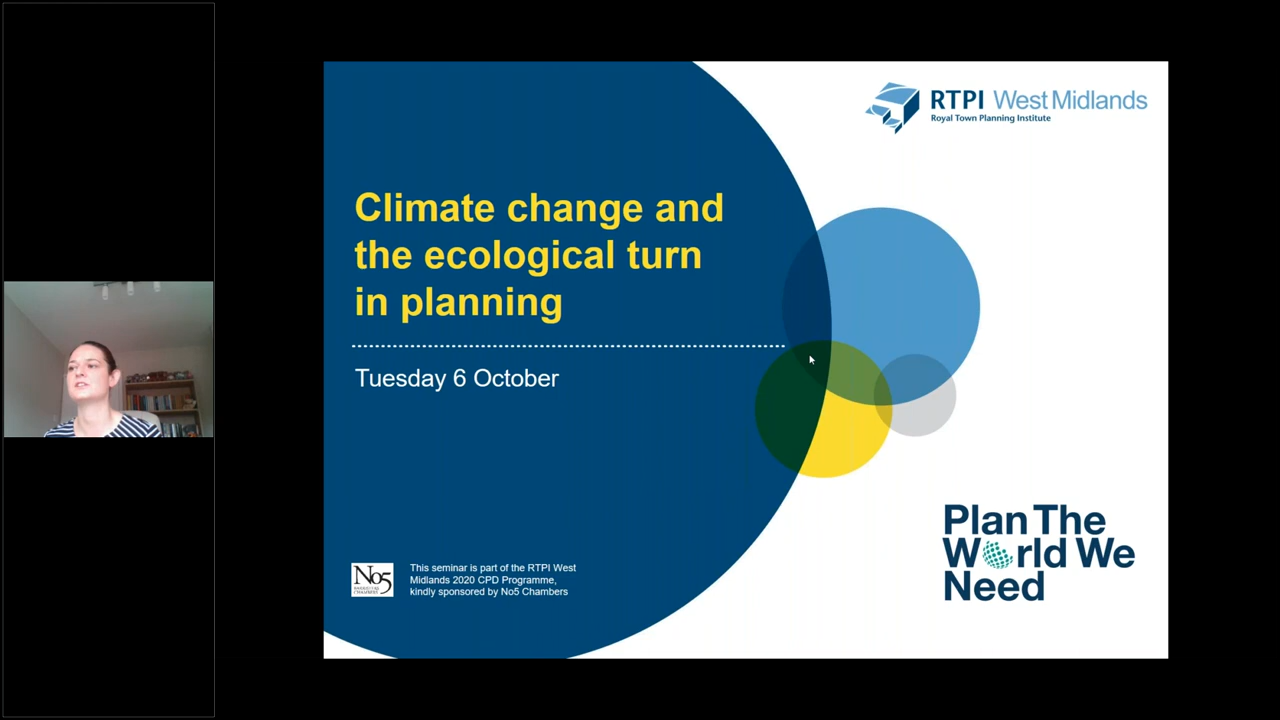 RTPI West Midlands
Royal Town Planning Institute
Climate change and
the ecological turn
in planning
Tuesday 6 October
Plan The
World We
Need
No5
BARRISTERS
CHAMBERS
This seminar is part of the RTPI West
Midlands 2020 CPD Programme,
kindly sponsored by No5 Chambers